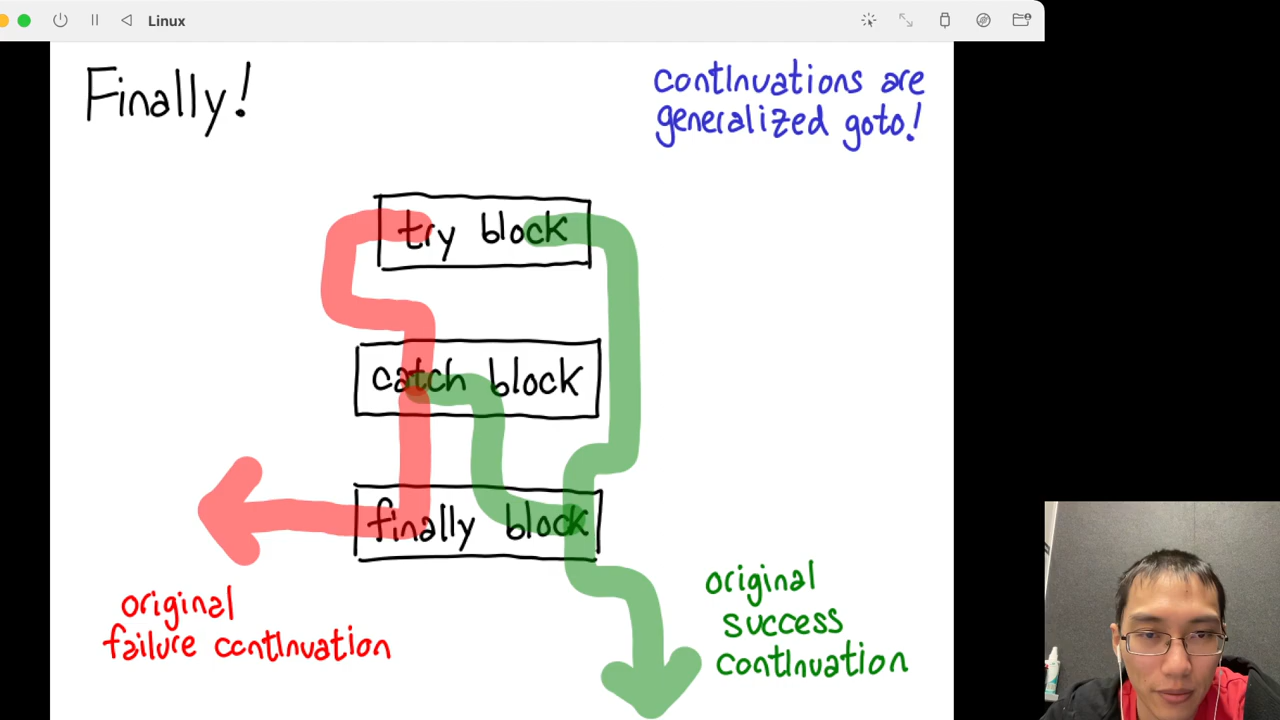 Linux
Finally!
continuations are
generalized goto!
try block
catch block
finally block
original
failure continuation
original
success
continuation